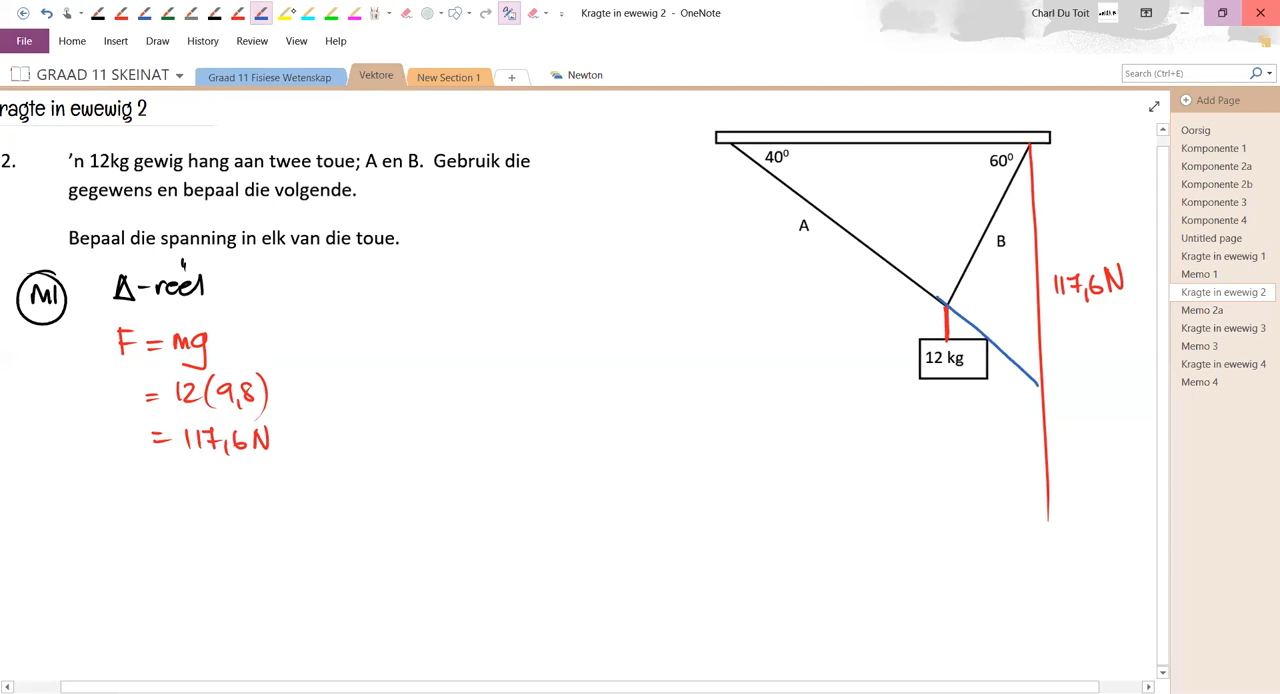 Kragte in ewewig 2 - OneNote
Charl Du Toit
File Home Insert Draw History Review View Help
GRAAD 11 SKEINAT
Graad 11 Fisiese Wetenskap
Vektore
New Section 1
+
Newton
Search (Ctrl+E)
ragte in ewewig 2
2. 'n 12kg gewig hang aan twee toue; A en B. Gebruik die
gegewens en bepaal die volgende.
Bepaal die spanning in elk van die toue.
M1
Δ-reël
F = mg
= 12(9,8)
= 117,6N
40⁰
60⁰
A
B
117,6N
12 kg
Add Page
Oorsig
Komponente 1
Komponente 2a
Komponente 2b
Komponente 3
Komponente 4
Untitled page
Kragte in ewewig 1
Memo 1
Kragte in ewewig 2
Memo 2a
Kragte in ewewig 3
Memo 3
Kragte in ewewig 4
Memo 4